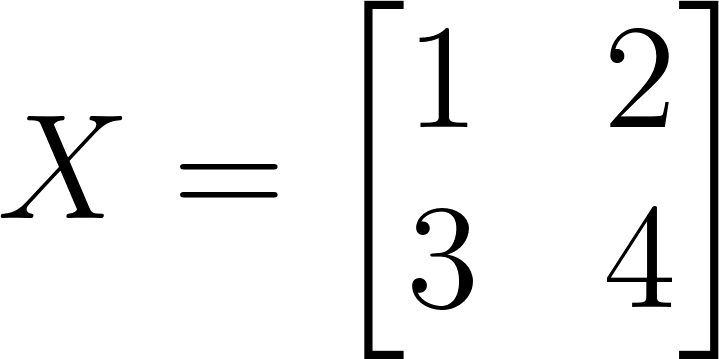 X = [1 2
3 4]